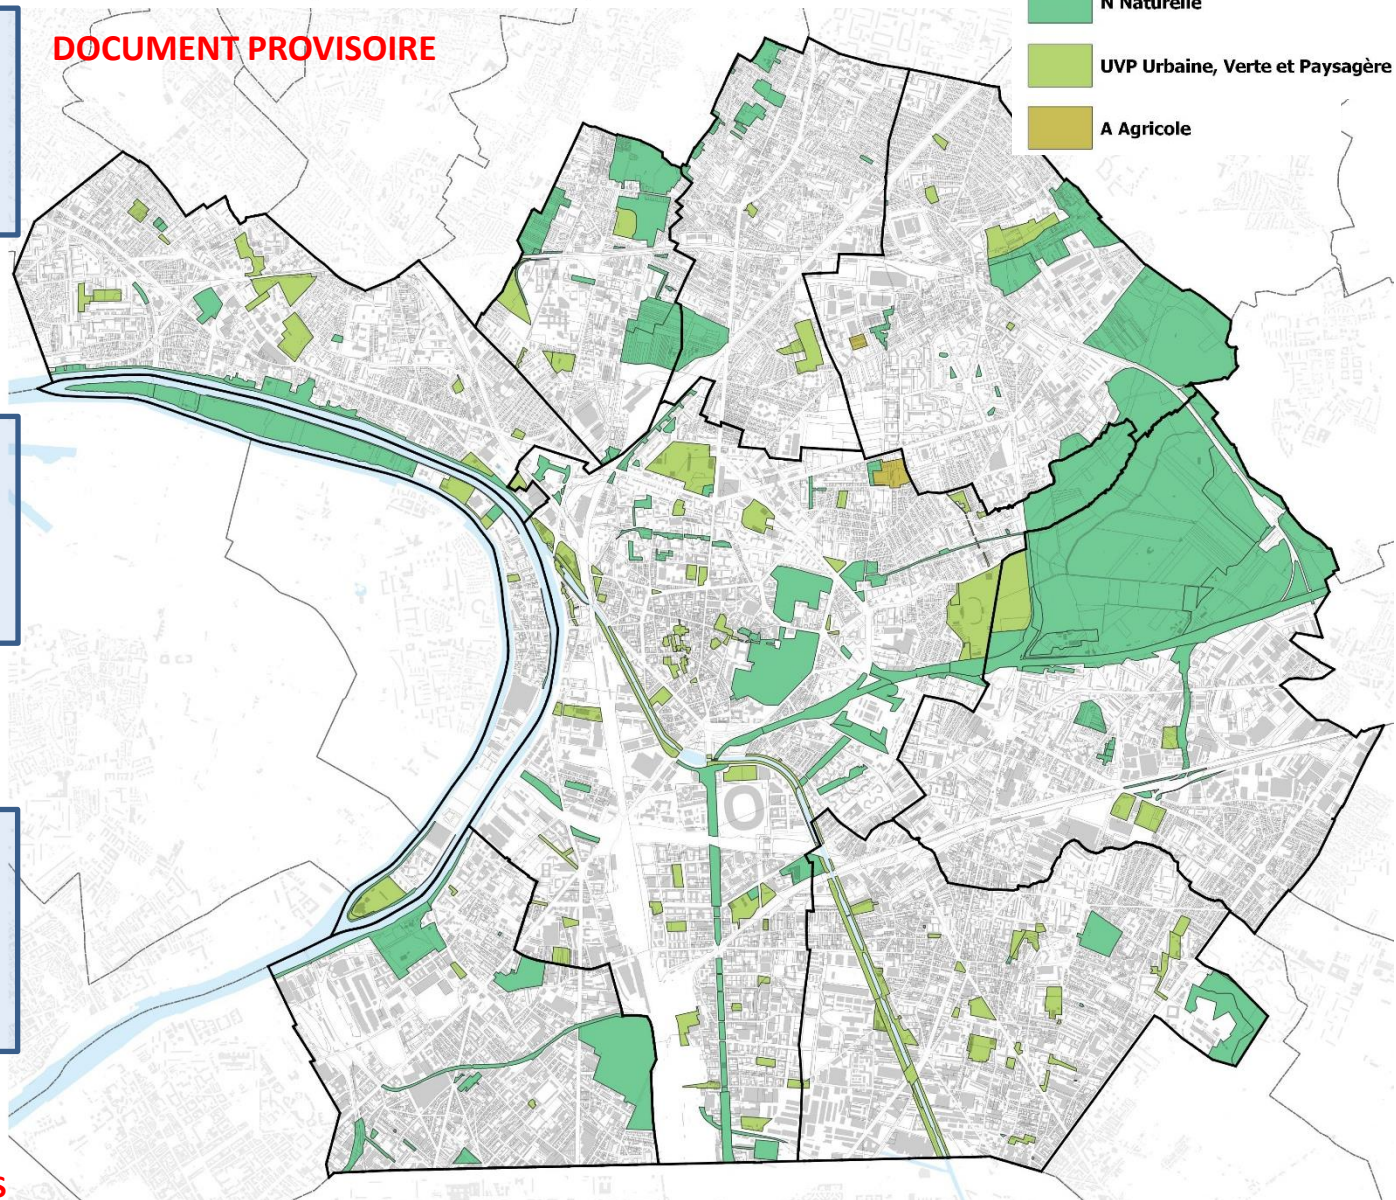 N Naturelle
DOCUMENT PROVISOIRE
UVP Urbaine, Verte et Paysagère
A Agricole
S